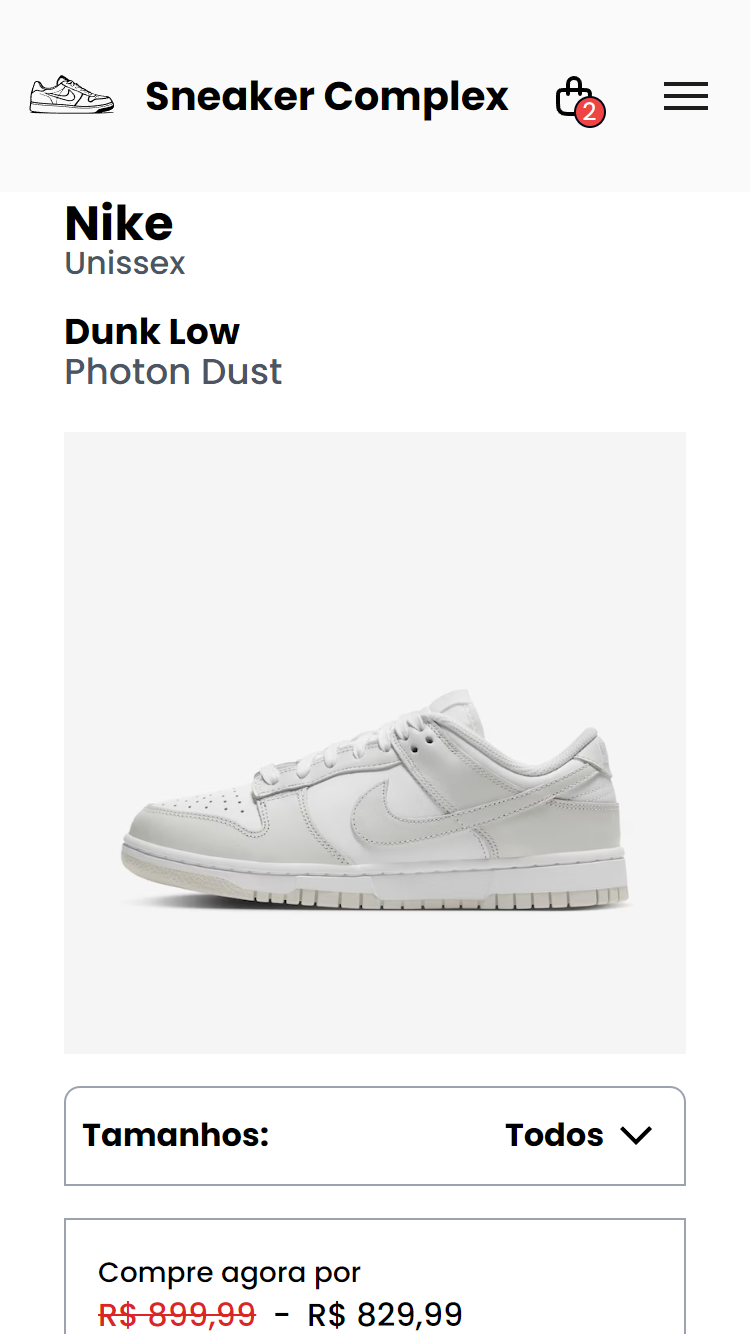 Sneaker Complex
2
Nike
Unissex
Dunk Low
Photon Dust
Tamanhos: Todos
Compre agora por
R$ 899,99 - R$ 829,99